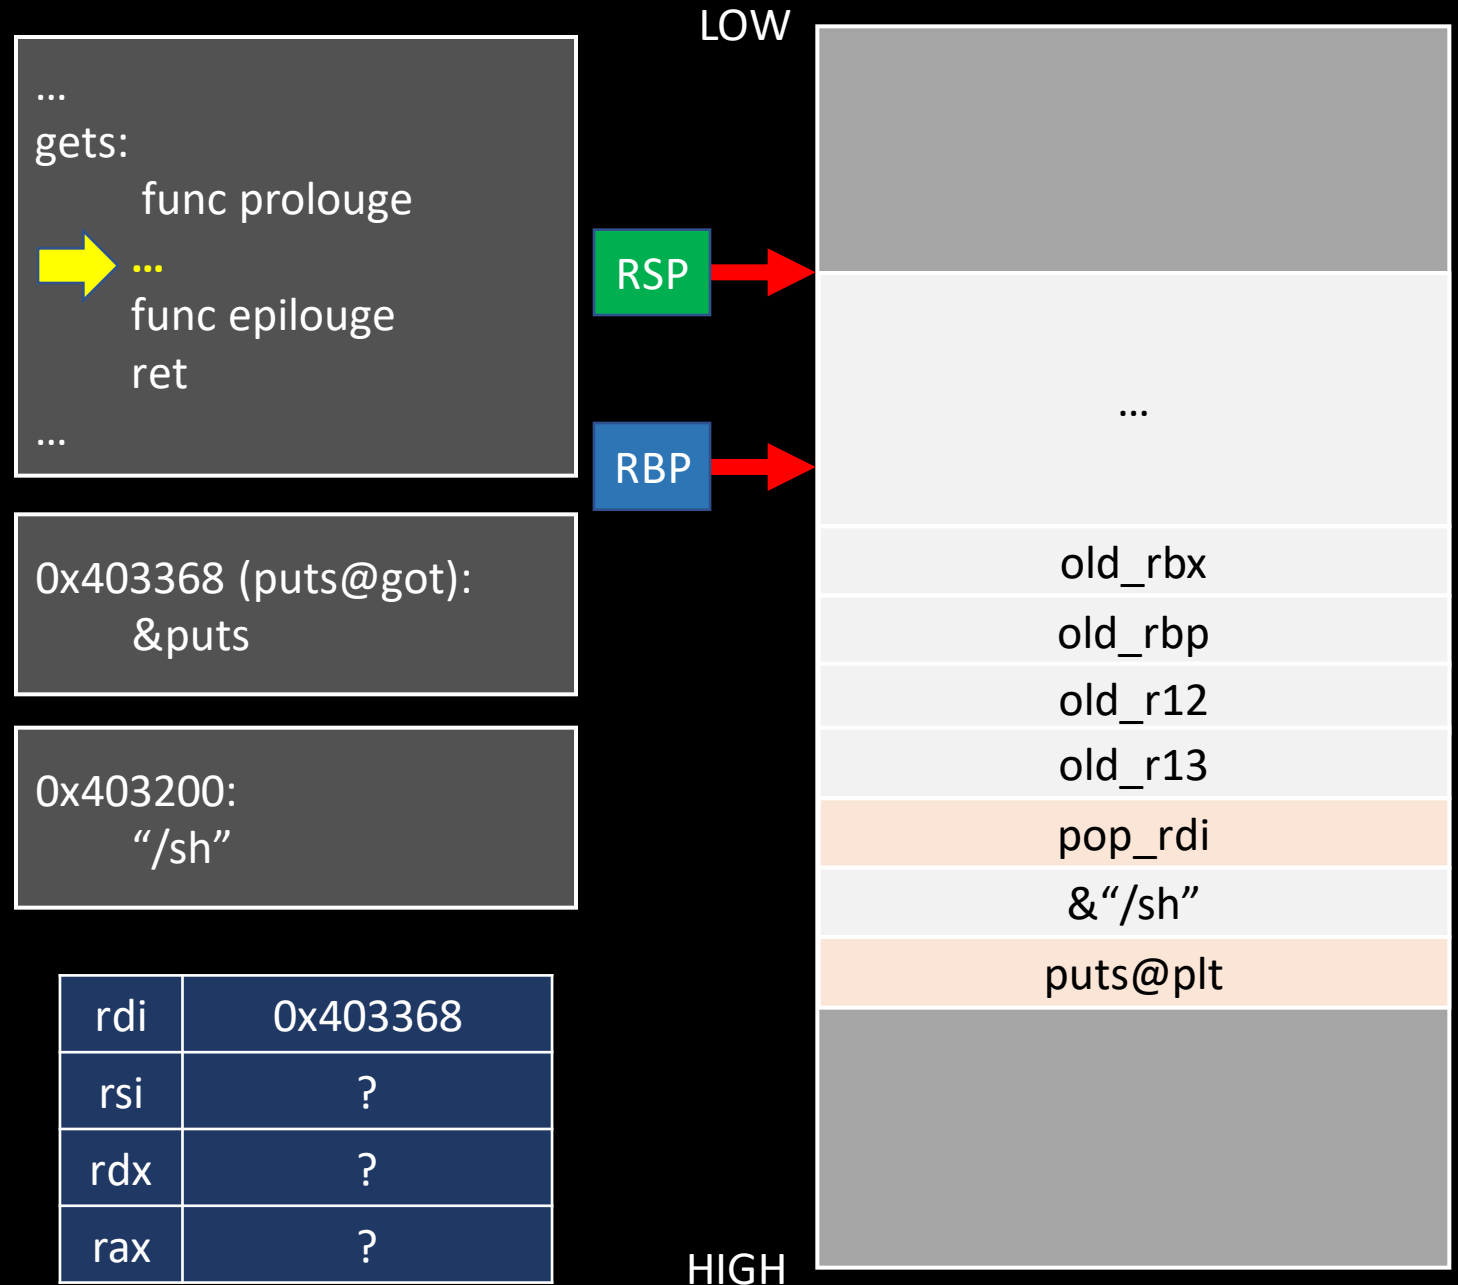 LOW
...
gets:
func prolouge
...
func epilouge
ret
...
0x403368 (puts@got):
&puts
0x403200:
“/sh”
rdi 0x403368
rsi ?
rdx ?
rax ?
RSP
RBP
...
old_rbx
old_rbp
old_r12
old_r13
pop_rdi
&“/sh”
puts@plt
HIGH